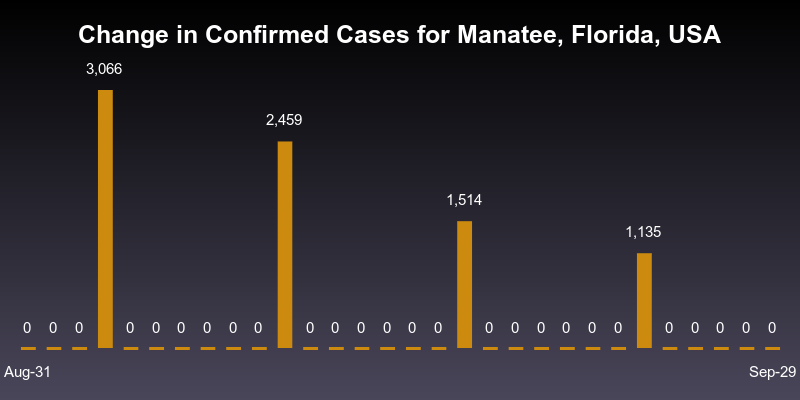 Change in Confirmed Cases for Manatee, Florida, USA
3,066
2,459
1,514
1,135
0 0 0 0 0 0 0 0 0 0 0 0 0 0 0 0 0 0 0 0 0 0 0 0 0 0
Aug-31 Sep-29